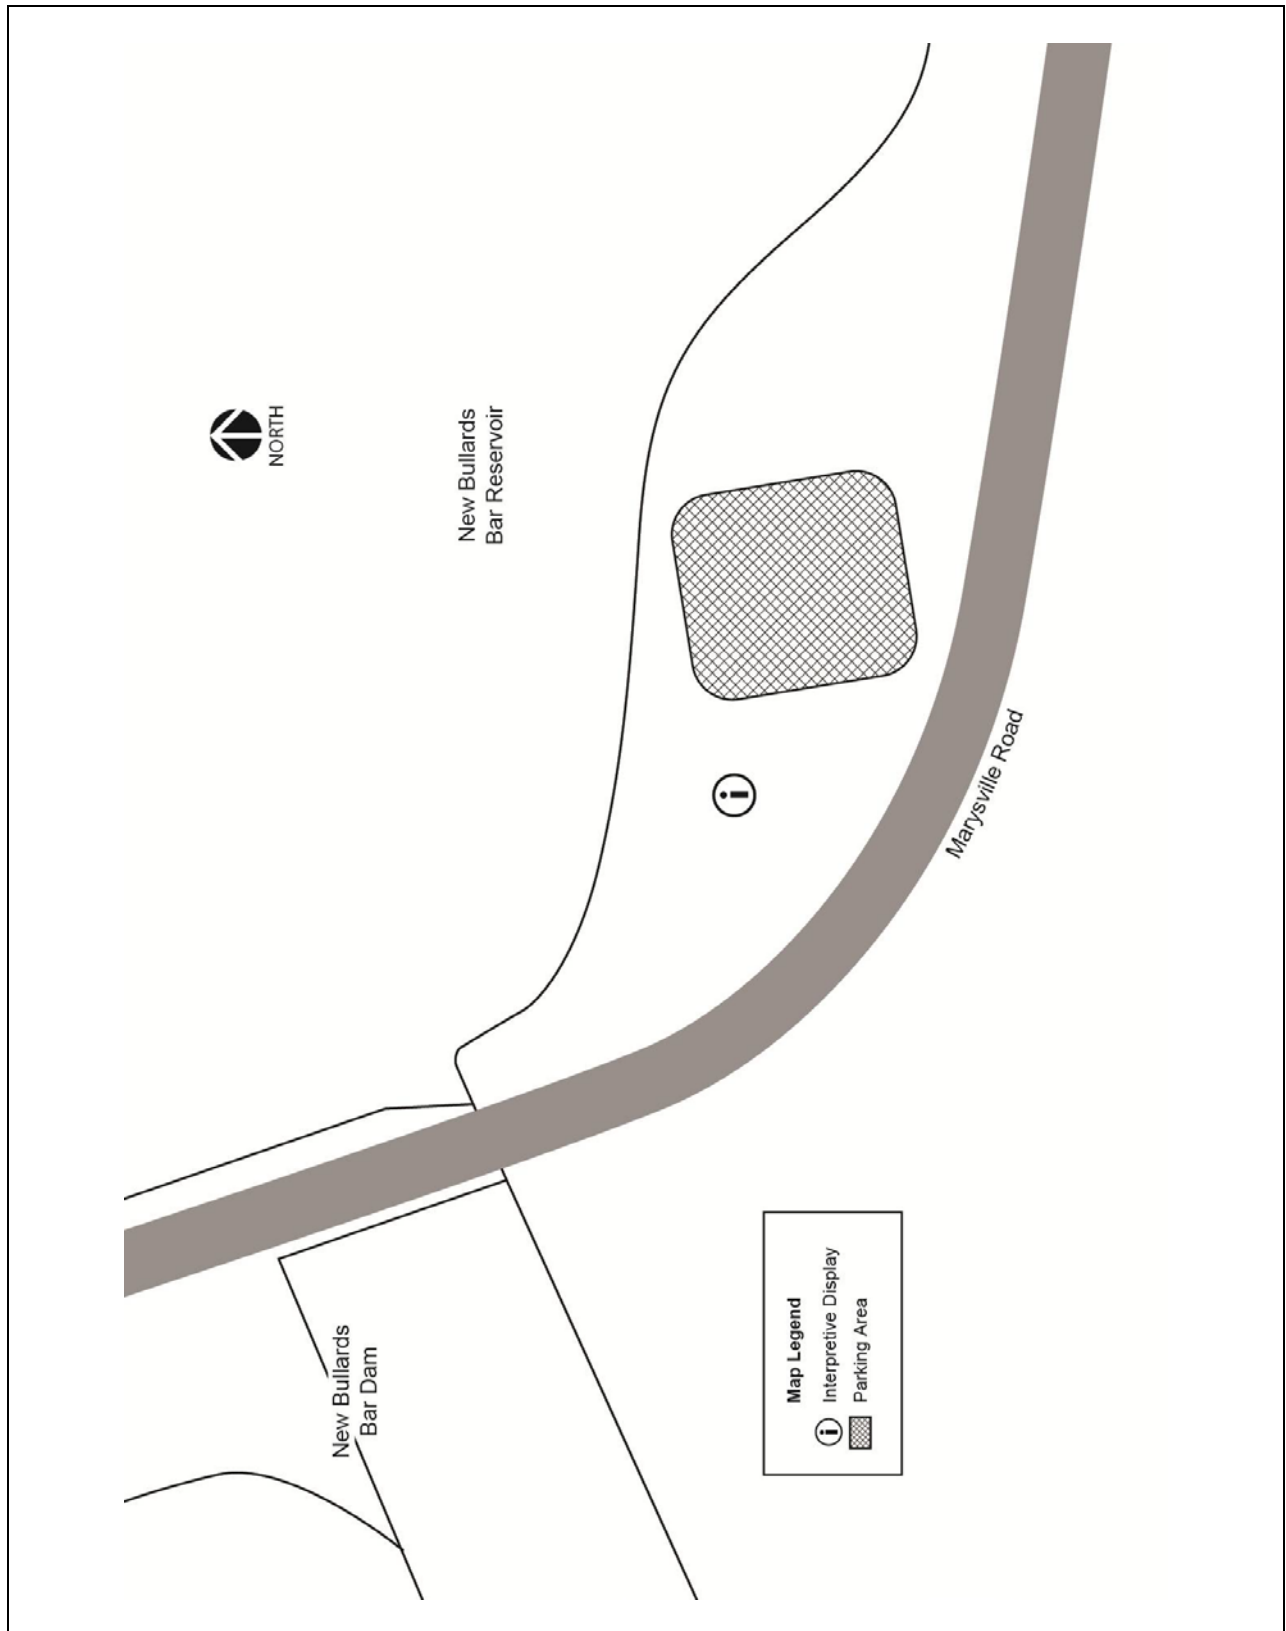 NORTH
New Bullards
Bar Reservoir
Marysville Road
New Bullards
Bar Dam
Map Legend
Interpretive Display
Parking Area